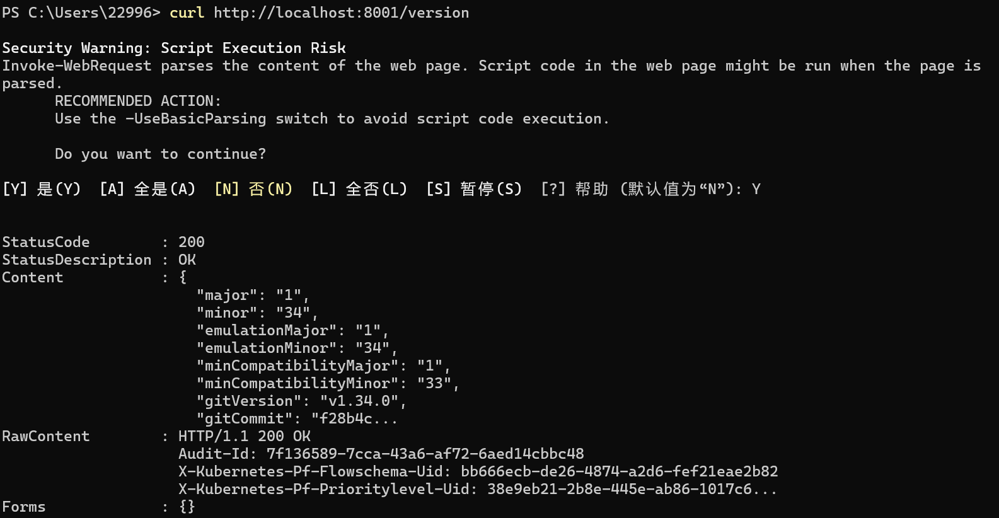 PS C:\Users\22996> curl http://localhost:8001/version
Security Warning: Script Execution Risk
Invoke-WebRequest parses the content of the web page. Script code in the web page might be run when the page is
parsed.
      RECOMMENDED ACTION:
      Use the -UseBasicParsing switch to avoid script code execution.
      Do you want to continue?
[Y] 是(Y)  [A] 全是(A)  [N] 否(N)  [L] 全否(L)  [S] 暂停(S)  [?] 帮助 (默认值为“N”): Y
StatusCode        : 200
StatusDescription : OK
Content           : {
                      "major": "1",
                      "minor": "34",
                      "emulationMajor": "1",
                      "emulationMinor": "34",
                      "minCompatibilityMajor": "1",
                      "minCompatibilityMinor": "33",
                      "gitVersion": "v1.34.0",
                      "gitCommit": "f28b4c...
RawContent        : HTTP/1.1 200 OK
                    Audit-Id: 7f136589-7cca-43a6-af72-6aed14cbbc48
                    X-Kubernetes-Pf-Flowschema-Uid: bb666ecb-de26-4874-a2d6-fef21eae2b82
                    X-Kubernetes-Pf-Prioritylevel-Uid: 38e9eb21-2b8e-445e-ab86-1017c6...
Forms             : {}